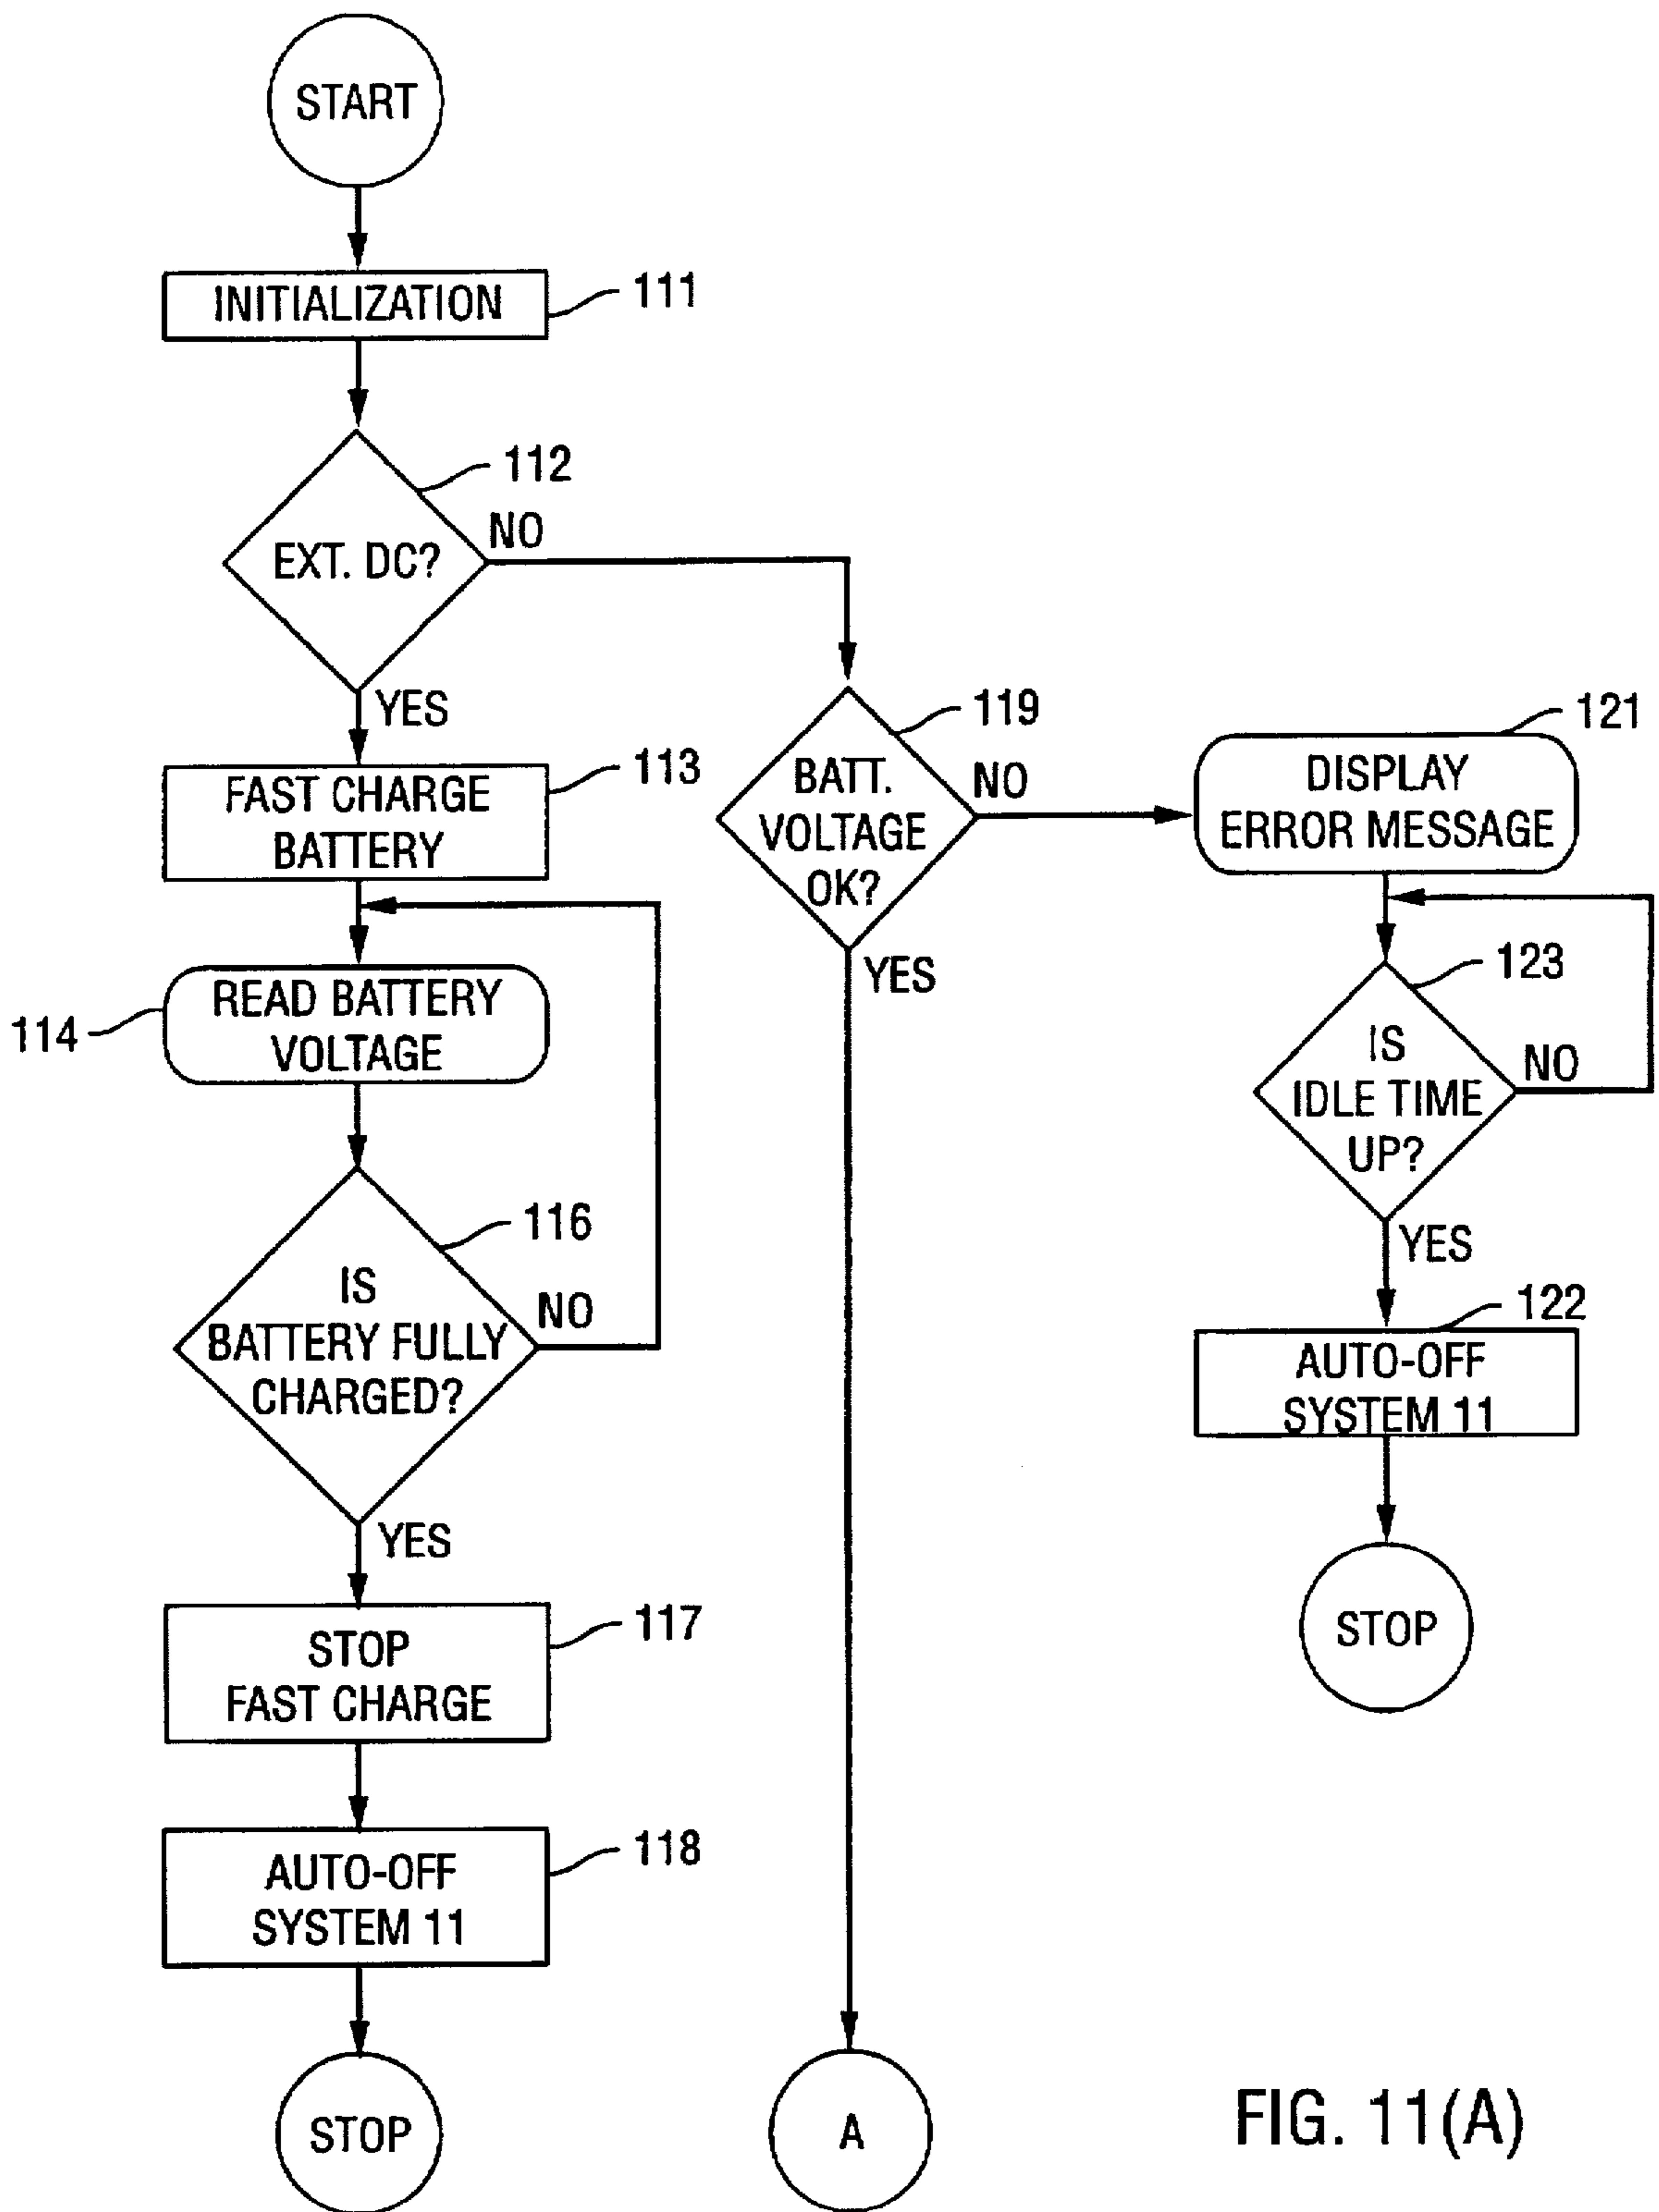 START
INITIALIZATION
111
112
EXT. DC?
NO
YES
FAST CHARGE
BATTERY
113
READ BATTERY
VOLTAGE
114
IS
BATTERY FULLY
CHARGED?
116
NO
YES
STOP
FAST CHARGE
117
AUTO-OFF
SYSTEM 11
118
STOP
119
BATT.
VOLTAGE
OK?
NO
YES
A
121
DISPLAY
ERROR MESSAGE
123
IS
IDLE TIME
UP?
NO
YES
122
AUTO-OFF
SYSTEM 11
STOP
FIG. 11(A)